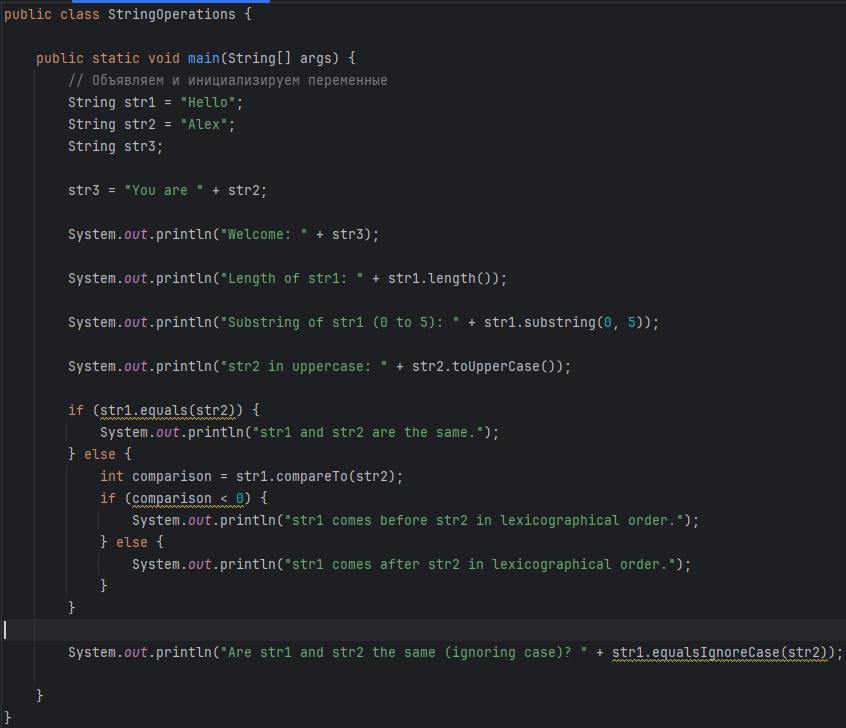 public class StringOperations {
    public static void main(String[] args) {
        // Объявляем и инициализируем переменные
        String str1 = "Hello";
        String str2 = "Alex";
        String str3;
        str3 = "You are " + str2;
        System.out.println("Welcome: " + str3);
        System.out.println("Length of str1: " + str1.length());
        System.out.println("Substring of str1 (0 to 5): " + str1.substring(0, 5));
        System.out.println("str2 in uppercase: " + str2.toUpperCase());
        if (str1.equals(str2)) {
            System.out.println("str1 and str2 are the same.");
        } else {
            int comparison = str1.compareTo(str2);
            if (comparison < 0) {
                System.out.println("str1 comes before str2 in lexicographical order.");
            } else {
                System.out.println("str1 comes after str2 in lexicographical order.");
            }
        }
        System.out.println("Are str1 and str2 the same (ignoring case)? " + str1.equalsIgnoreCase(str2));
    }
}